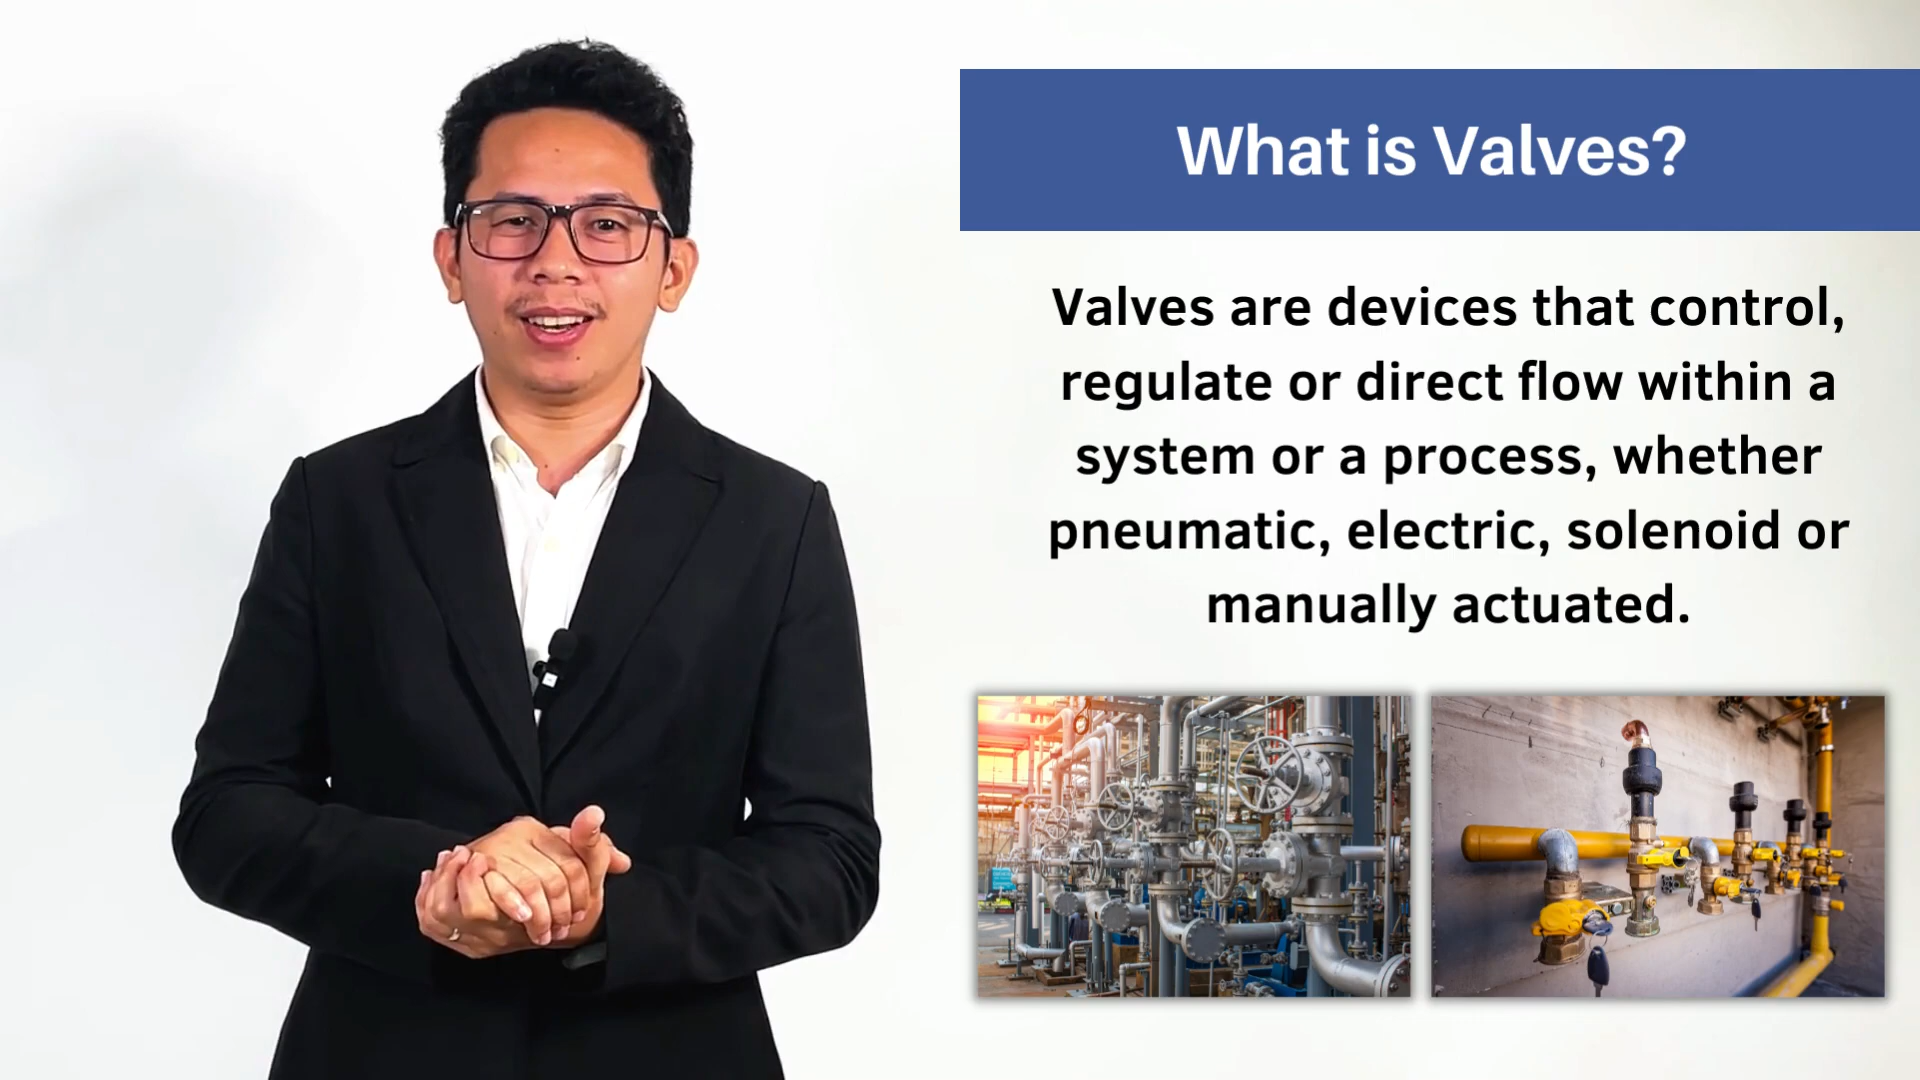 What is Valves?
Valves are devices that control,
regulate or direct flow within a
system or a process, whether
pneumatic, electric, solenoid or
manually actuated.